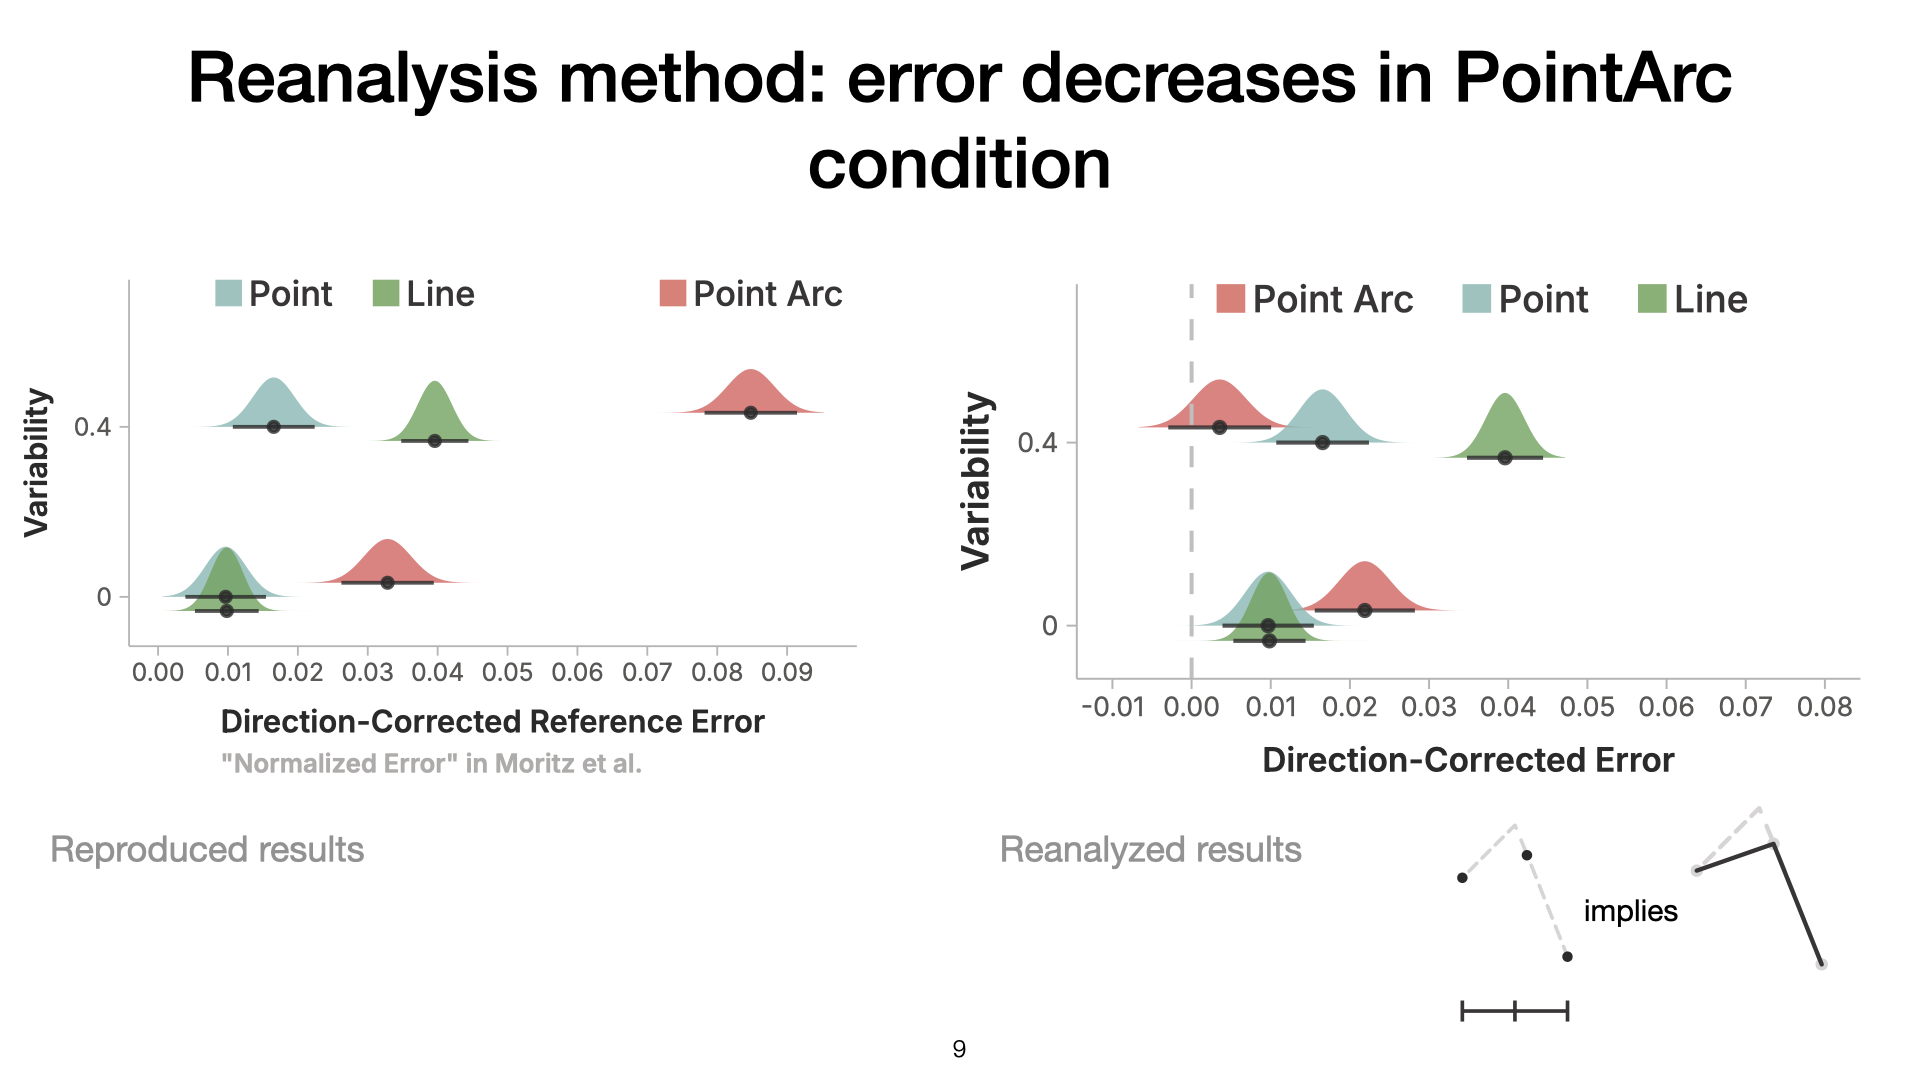 Reanalysis method: error decreases in PointArc
condition
Point
Line
Point Arc
Variability
0.4
0
0.00 0.01 0.02 0.03 0.04 0.05 0.06 0.07 0.08 0.09
Direction-Corrected Reference Error
"Normalized Error" in Moritz et al.
Reproduced results
Point Arc
Point
Line
Variability
0.4
0
-0.01 0.00 0.01 0.02 0.03 0.04 0.05 0.06 0.07 0.08
Direction-Corrected Error
Reanalyzed results
implies
9